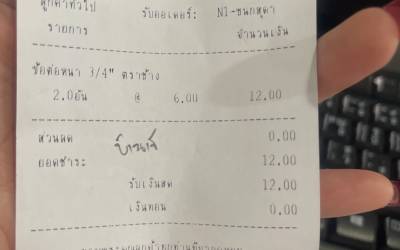 ลูกค้าทั่วไป รับออเดอร์: N1-ชนกสุดา
รายการ จำนวนเงิน
ข้อต่อหนา 3/4" ตราช้าง
2.0อัน @ 6.00 12.00
ส่วนลด 0.00
ยอดชำระ 12.00
รับเงินสด 12.00
เงินทอน 0.00